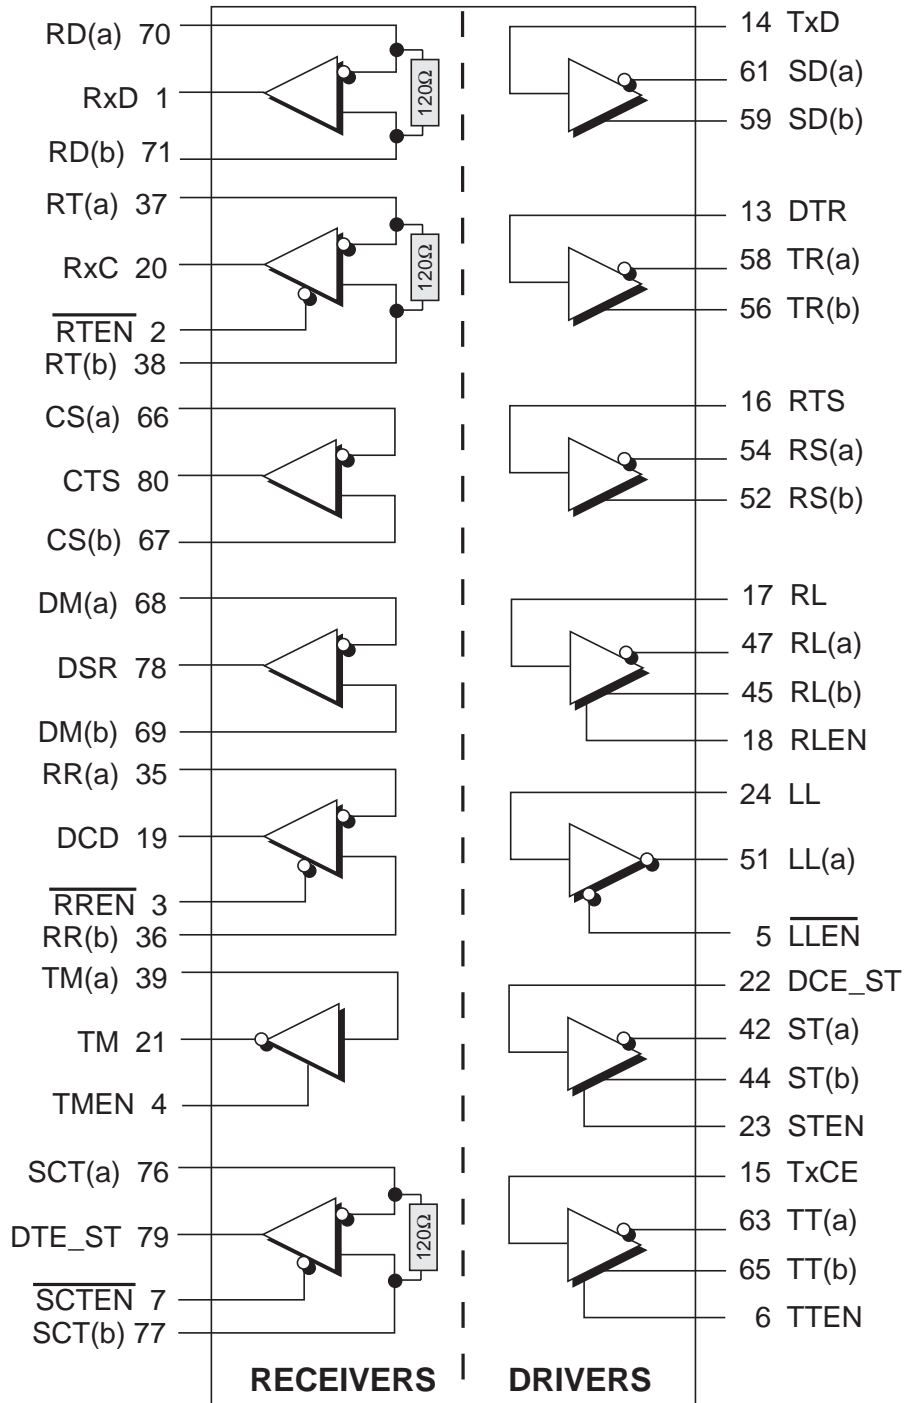 RD(a) 70
RxD 1
RD(b) 71
120Ω
RT(a) 37
RxC 20
RTEN 2
RT(b) 38
120Ω
CS(a) 66
CTS 80
CS(b) 67
DM(a) 68
DSR 78
DM(b) 69
RR(a) 35
DCD 19
RREN 3
RR(b) 36
TM(a) 39
TM 21
TMEN 4
SCT(a) 76
DTE_ST 79
SCTEN 7
SCT(b) 77
120Ω
RECEIVERS
14 TxD
61 SD(a)
59 SD(b)
13 DTR
58 TR(a)
56 TR(b)
16 RTS
54 RS(a)
52 RS(b)
17 RL
47 RL(a)
45 RL(b)
18 RLEN
24 LL
51 LL(a)
5 LLEN
22 DCE_ST
42 ST(a)
44 ST(b)
23 STEN
15 TxCE
63 TT(a)
65 TT(b)
6 TTEN
DRIVERS